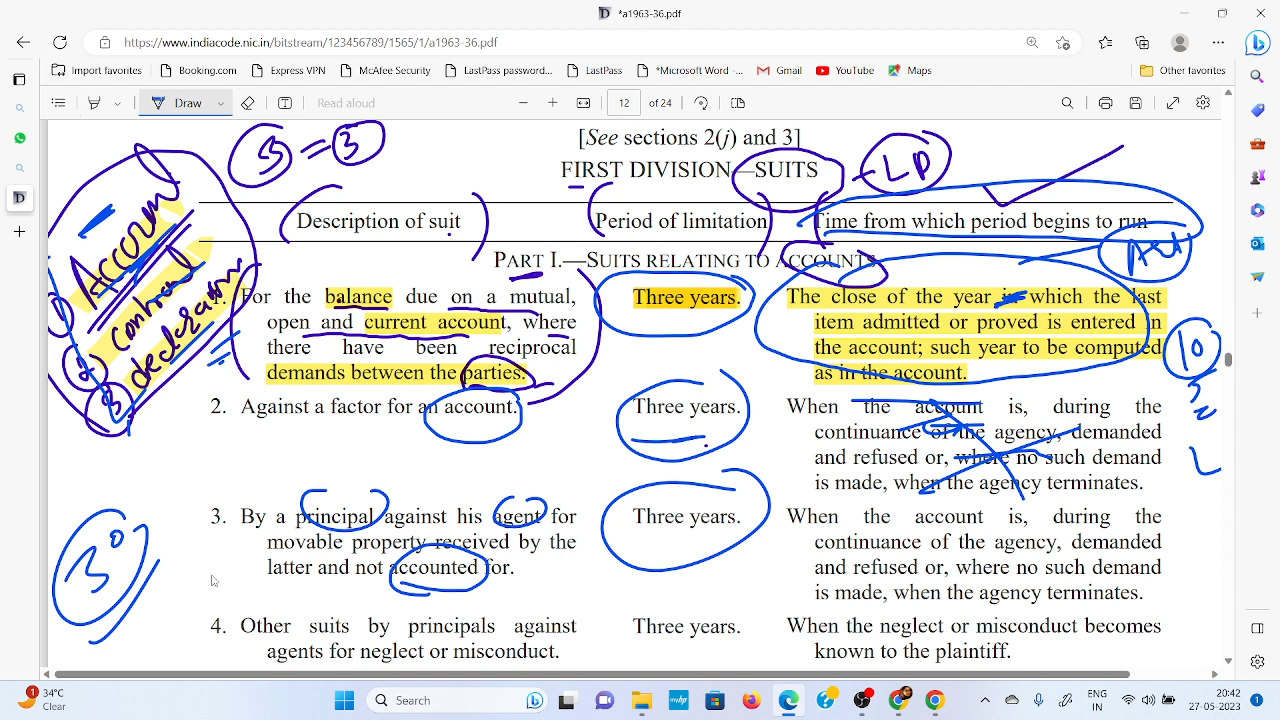 *a1963-36.pdf
https://www.indiacode.nic.in/bitstream/123456789/1565/1/a1963-36.pdf
Import favorites Booking.com Express VPN McAfee Security LastPass password... LastPass *Microsoft Word -... Gmail YouTube Maps Other favorites
Draw Read aloud 12 of 24
3 = 3
[See sections 2(j) and 3]
FIRST DIVISION—SUITS - LP
Description of suit Period of limitation Time from which period begins to run
PART I.—SUITS RELATING TO ACCOUNTS
Art
1) Account
2) contract
3) declaration
1. For the balance due on a mutual, Three years. The close of the year in which the last
open and current account, where item admitted or proved is entered in
there have been reciprocal the account; such year to be computed
demands between the parties. as in the account.
10
2. Against a factor for an account. Three years. When the account is, during the
continuance of the agency, demanded
and refused or, where no such demand
is made, when the agency terminates.
3. By a principal against his agent for Three years. When the account is, during the
movable property received by the continuance of the agency, demanded
latter and not accounted for. and refused or, where no such demand
is made, when the agency terminates.
4. Other suits by principals against Three years. When the neglect or misconduct becomes
agents for neglect or misconduct. known to the plaintiff.
1 34°C
Clear
Search
ENG
IN
20:42
27-05-2023
1